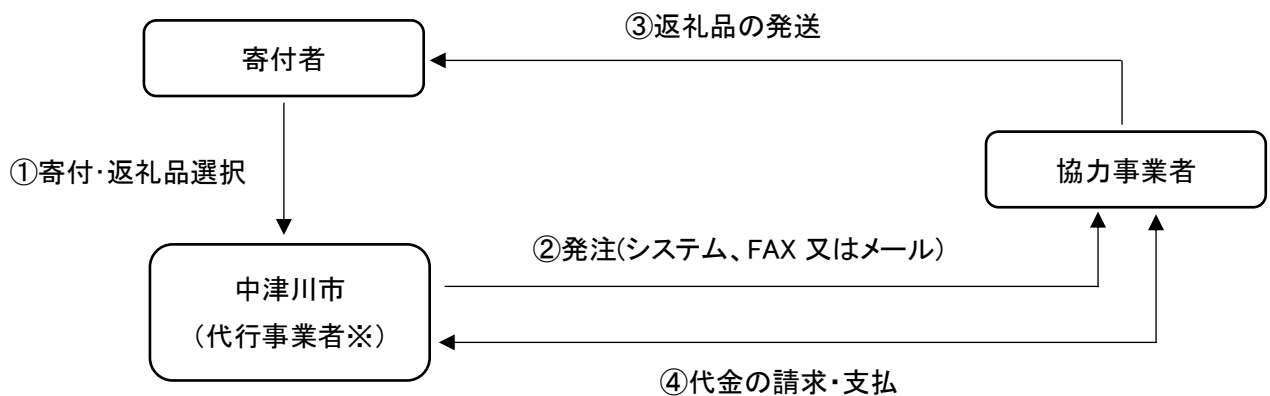 ③返礼品の発送
寄付者
①寄付・返礼品選択
協力事業者
②発注(システム、FAX 又はメール)
中津川市
(代行事業者※)
④代金の請求・支払